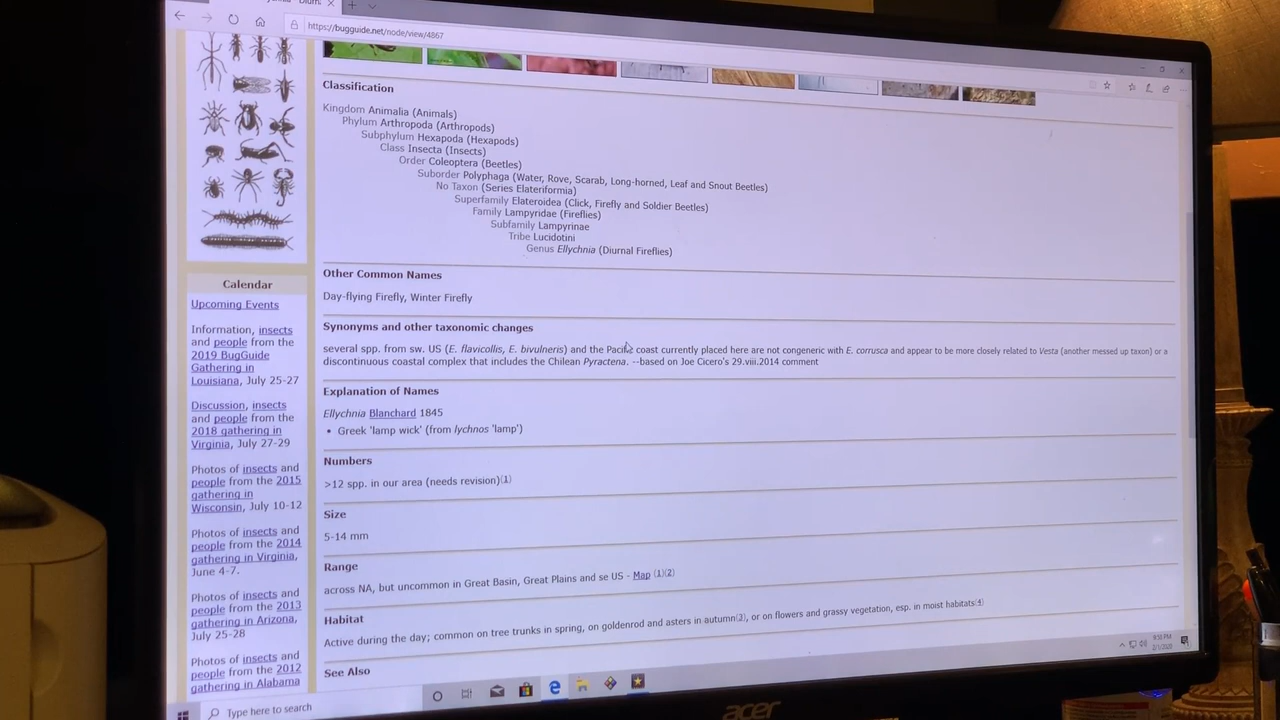 https://bugguide.net/node/view/4867
Classification
Kingdom Animalia (Animals)
Phylum Arthropoda (Arthropods)
Subphylum Hexapoda (Hexapods)
Class Insecta (Insects)
Order Coleoptera (Beetles)
Suborder Polyphaga (Water, Rove, Scarab, Long-horned, Leaf and Snout Beetles)
No Taxon (Series Elateriformia)
Superfamily Elateroidea (Click, Firefly and Soldier Beetles)
Family Lampyridae (Fireflies)
Subfamily Lampyrinae
Tribe Lucidotini
Genus Ellychnia (Diurnal Fireflies)
Other Common Names
Day-flying Firefly, Winter Firefly
Synonyms and other taxonomic changes
several spp. from sw. US (E. flavicollis, E. bivulneris) and the Pacific coast currently placed here are not congeneric with E. corrusca and appear to be more closely related to Vesta (another messed up taxon) or a
discontinuous coastal complex that includes the Chilean Pyractena. --based on Joe Cicero's 29.viii.2014 comment
Explanation of Names
Ellychnia Blanchard 1845
• Greek 'lamp wick' (from lychnos 'lamp')
Numbers
>12 spp. in our area (needs revision)(1)
Size
5-14 mm
Range
across NA, but uncommon in Great Basin, Great Plains and se US - Map (1)(2)
Habitat
Active during the day; common on tree trunks in spring, on goldenrod and asters in autumn(3), or on flowers and grassy vegetation, esp. in moist habitats(4)
See Also
Calendar
Upcoming Events
Information, insects
and people from the
2019 BugGuide
Gathering in
Louisiana, July 25-27
Discussion, insects
and people from the
2018 gathering in
Virginia, July 27-29
Photos of insects and
people from the 2015
gathering in
Wisconsin, July 10-12
Photos of insects and
people from the 2014
gathering in Virginia,
June 4-7.
Photos of insects and
people from the 2013
gathering in Arizona,
July 25-28
Photos of insects and
people from the 2012
gathering in Alabama
Type here to search
acer